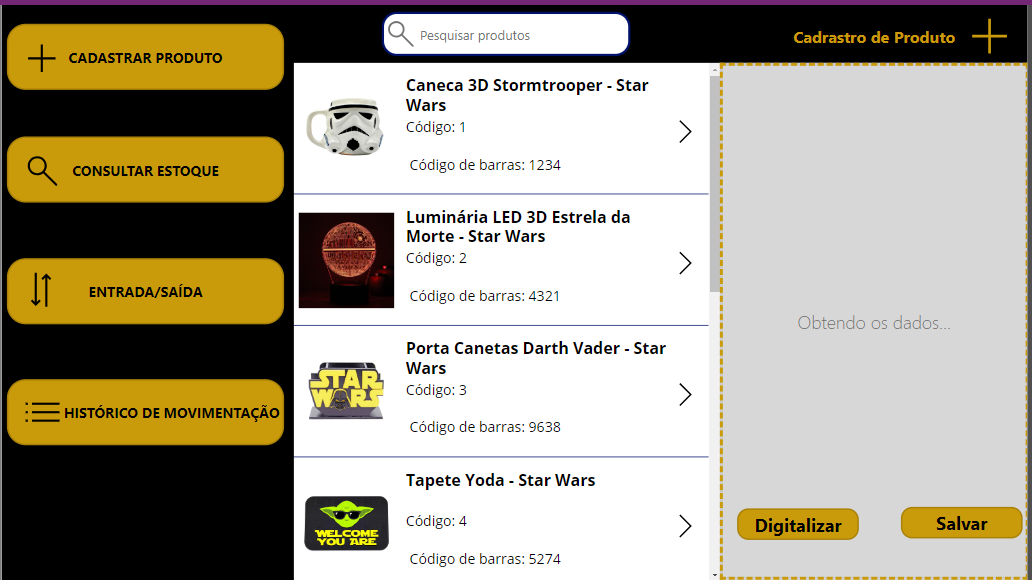 CADASTRAR PRODUTO
CONSULTAR ESTOQUE
ENTRADA/SAÍDA
HISTÓRICO DE MOVIMENTAÇÃO
Pesquisar produtos
Cadrastro de Produto
Caneca 3D Stormtrooper - Star
Wars
Código: 1
Código de barras: 1234
Luminária LED 3D Estrela da
Morte - Star Wars
Código: 2
Código de barras: 4321
STAR
WARS
Porta Canetas Darth Vader - Star
Wars
Código: 3
Código de barras: 9638
WELCOME
YOU ARE
Tapete Yoda - Star Wars
Código: 4
Código de barras: 5274
Obtendo os dados...
Digitalizar
Salvar